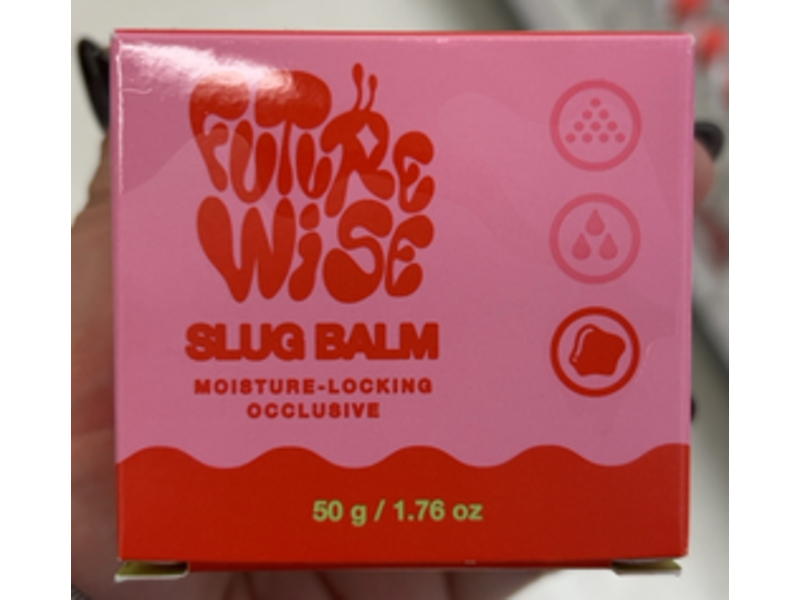 FUTURE
WISE
SLUG BALM
MOISTURE-LOCKING
OCCLUSIVE
50 g / 1.76 oz